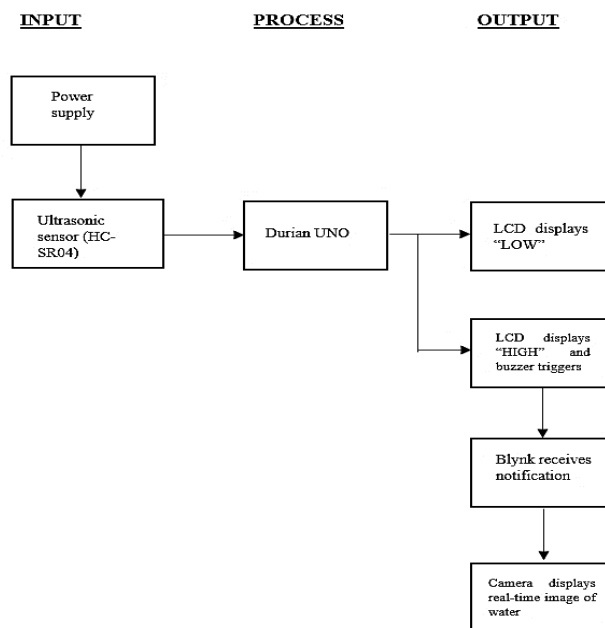 INPUT
PROCESS
OUTPUT
Power
supply
Ultrasonic
sensor (HC-
SR04)
Durian UNO
LCD displays
“LOW”
LCD displays
“HIGH” and
buzzer triggers
Blynk receives
notification
Camera displays
real-time image of
water